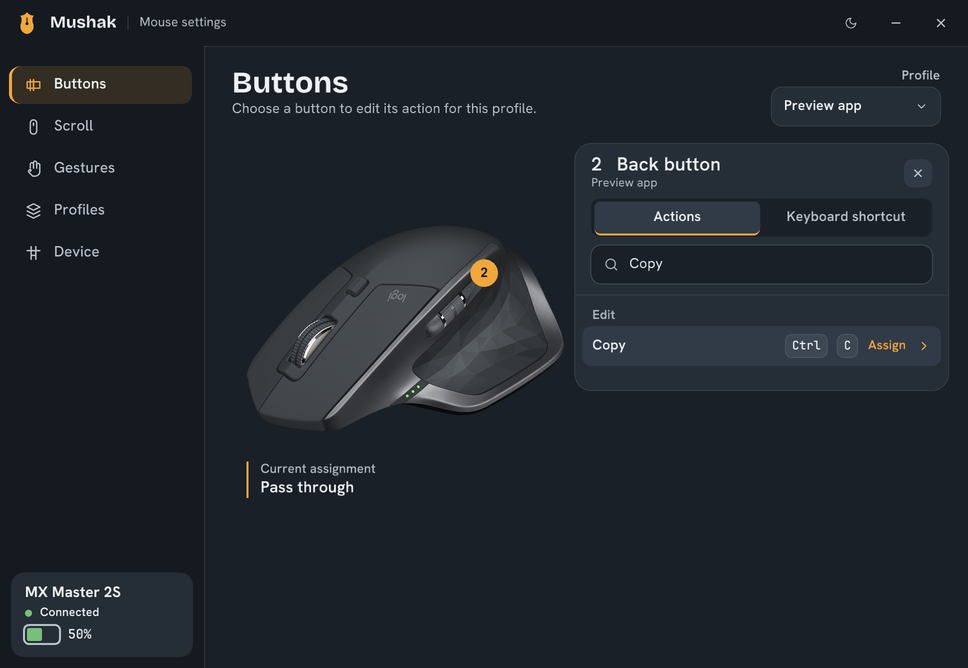 Mushak
Mouse settings
Buttons
Scroll
Gestures
Profiles
Device
MX Master 2S
Connected
50%
Buttons
Choose a button to edit its action for this profile.
Profile
Preview app
logi
2
Current assignment
Pass through
2 Back button
Preview app
Actions
Keyboard shortcut
Copy
Edit
Copy Ctrl C Assign